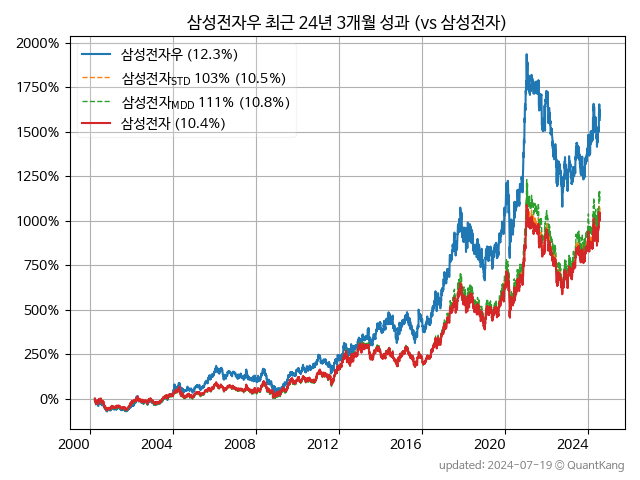 삼성전자우 최근 24년 3개월 성과 (vs 삼성전자)
2000%
1750%
1500%
1250%
1000%
750%
500%
250%
0%
삼성전자우 (12.3%)
삼성전자STD 103% (10.5%)
삼성전자MDD 111% (10.8%)
삼성전자 (10.4%)
2000 2004 2008 2012 2016 2020 2024
updated: 2024-07-19 © QuantKang